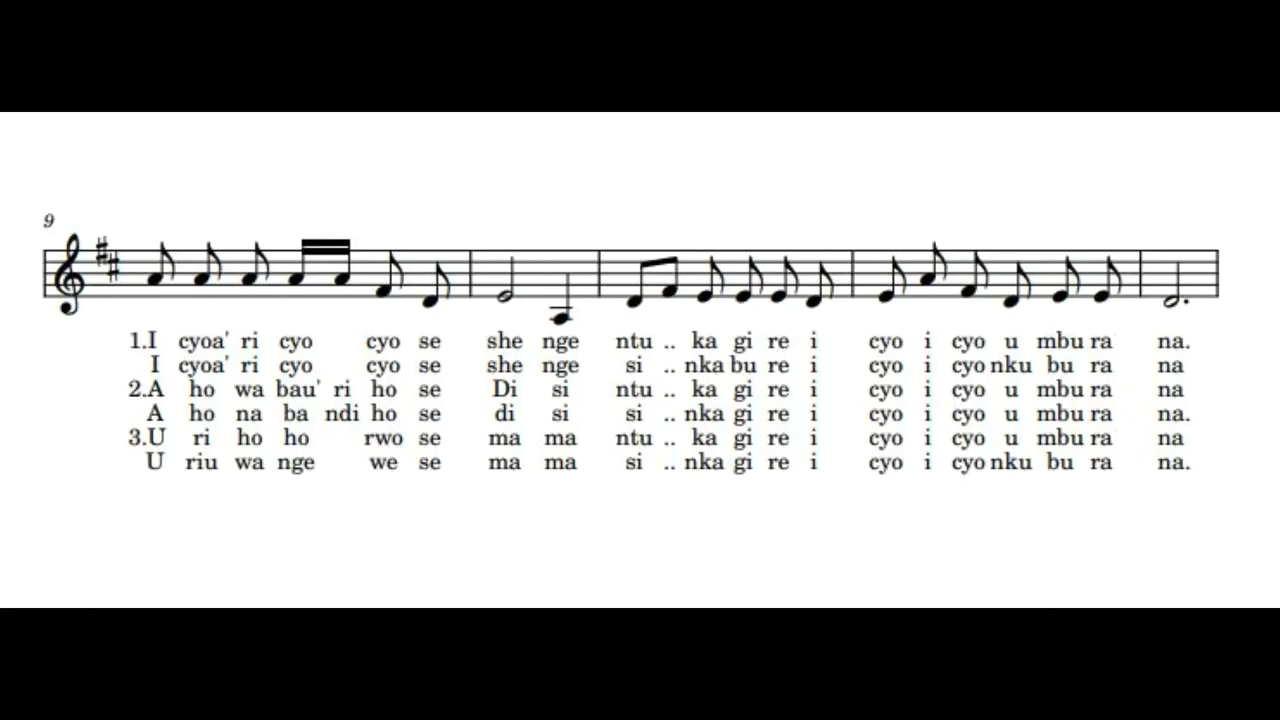 9
1.I cyoa' ri cyo cyo se she nge ntu .. ka gi re i cyo i cyo u mbu ra na.
I cyoa' ri cyo cyo se she nge si .. nka bu re i cyo i cyo nku bu ra na
2.A ho wa bau' ri ho se Di si ntu .. ka gi re i cyo i cyo u mbu ra na
A ho na ba ndi ho se di si si .. nka gi re i cyo i cyo u mbu ra na.
3.U ri ho ho rwo se ma ma ntu .. ka gi re i cyo i cyo u mbu ra na
U riu wa nge we se ma ma si .. nka gi re i cyo i cyo nku bu ra na.